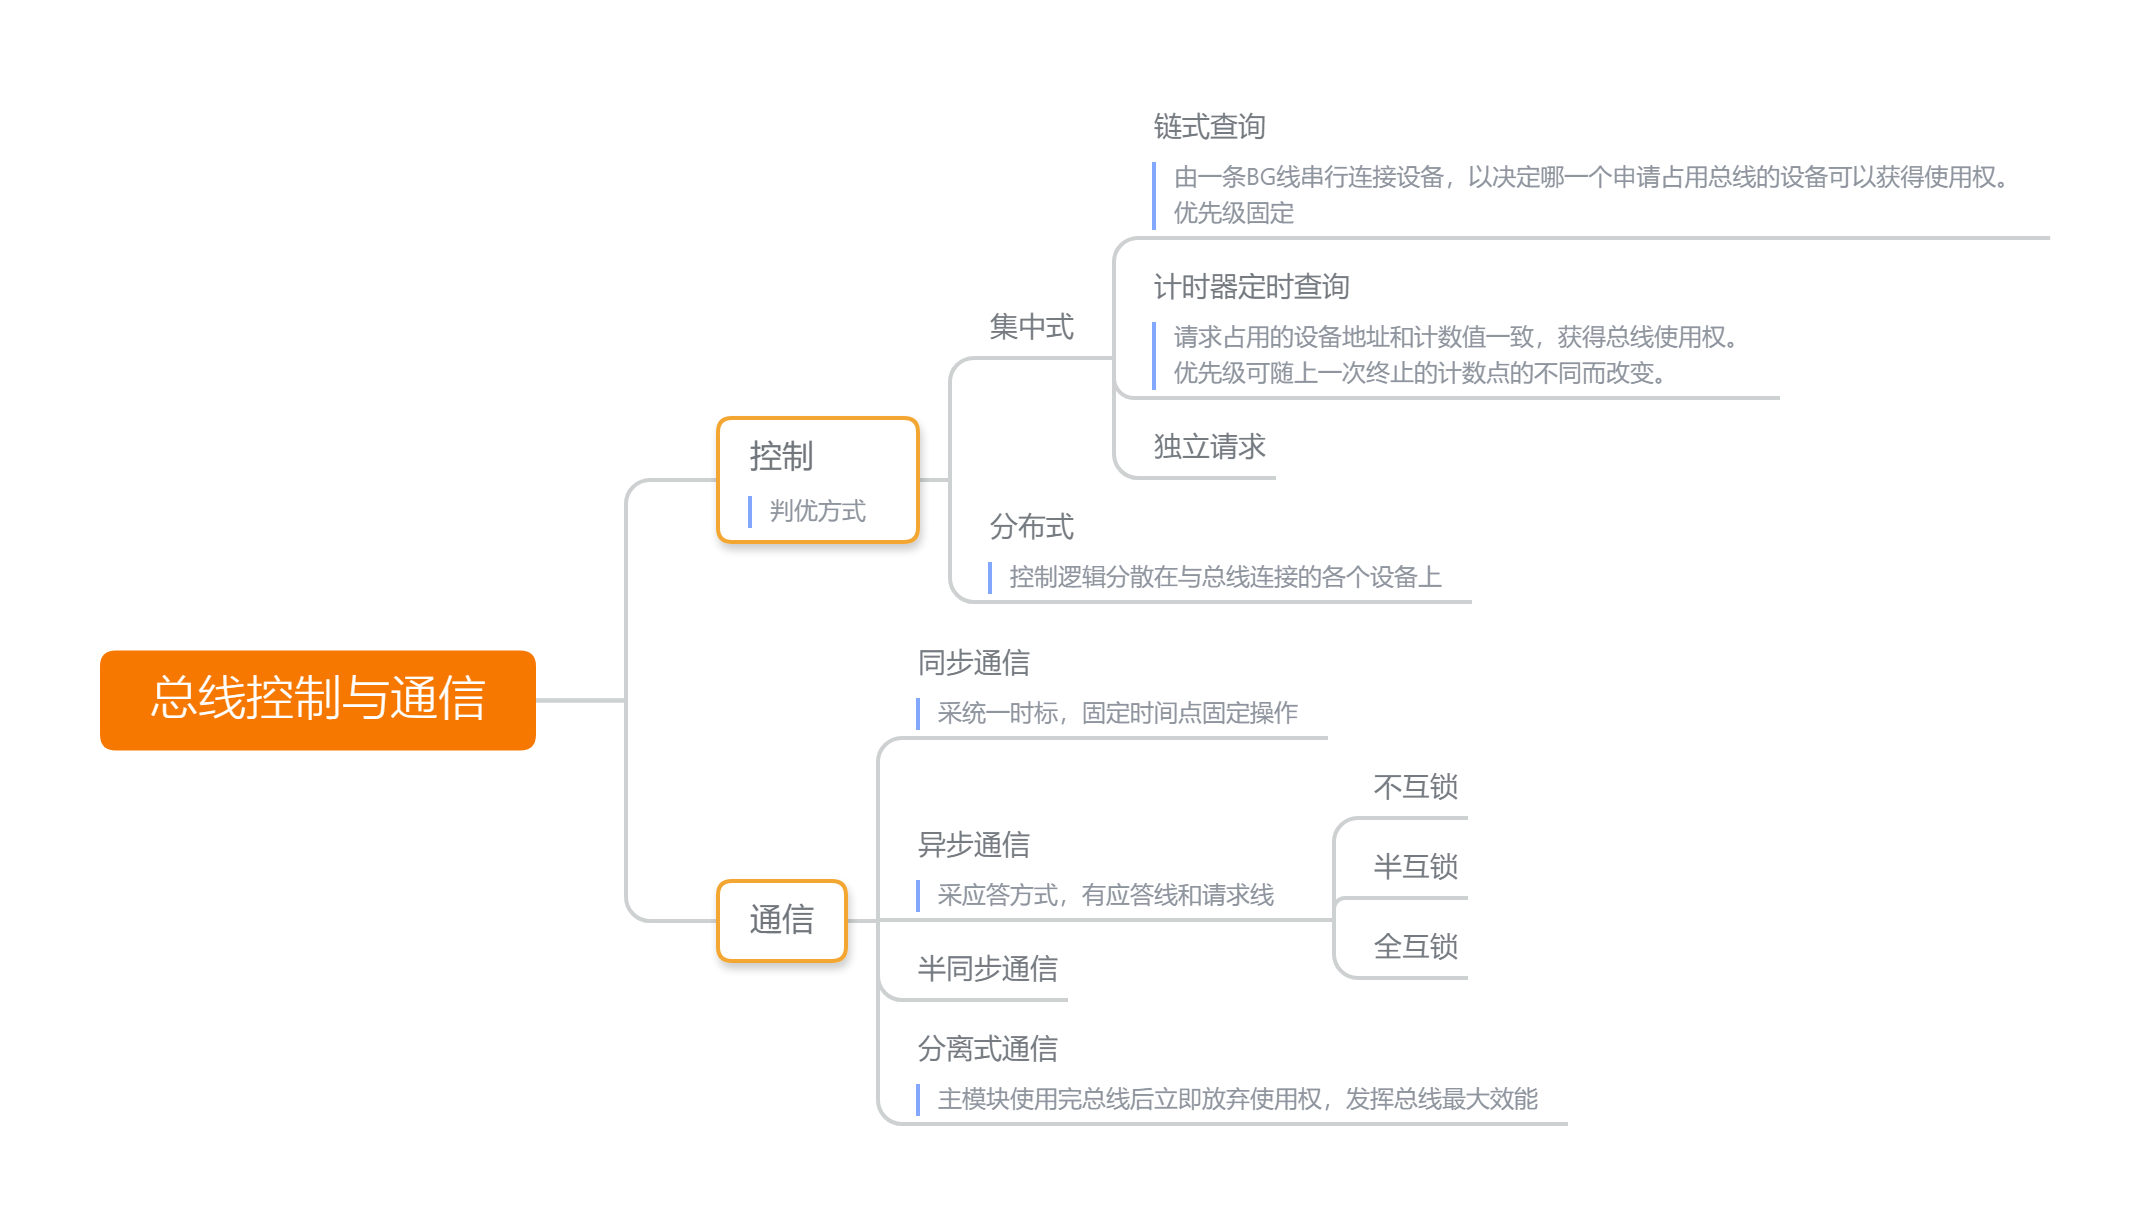 链式查询
由一条BG线串行连接设备，以决定哪一个申请占用总线的设备可以获得使用权。
优先级固定
计时器定时查询
请求占用的设备地址和计数值一致，获得总线使用权。
优先级可随上一次终止的计数点的不同而改变。
独立请求
集中式
分布式
控制逻辑分散在与总线连接的各个设备上
控制
判优方式
总线控制与通信
同步通信
采统一时标，固定时间点固定操作
异步通信
采应答方式，有应答线和请求线
不互锁
半互锁
全互锁
通信
半同步通信
分离式通信
主模块使用完总线后立即放弃使用权，发挥总线最大效能